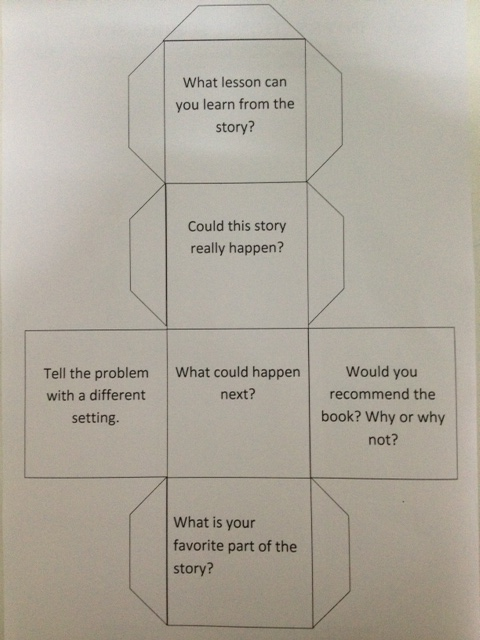 What lesson can
you learn from the
story?
Could this story
really happen?
Tell the problem
with a different
setting.
What could happen
next?
Would you
recommend the
book? Why or why
not?
What is your
favorite part of the
story?